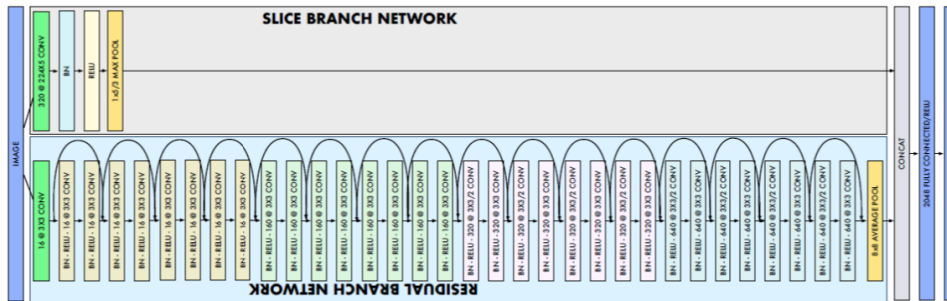 SLICE BRANCH NETWORK
IMAGE
320 @ 224X5 CONV
BN
RELU
1x5/3 MAX POOL
16 @ 3X3 CONV
BN - RELU - 16 @ 3X3 CONV
BN - RELU - 16 @ 3X3 CONV
BN - RELU - 16 @ 3X3 CONV
BN - RELU - 16 @ 3X3 CONV
BN - RELU - 16 @ 3X3 CONV
BN - RELU - 16 @ 3X3 CONV
BN - RELU - 16 @ 3X3 CONV
BN - RELU - 16 @ 3X3 CONV
BN - RELU -160 @ 3X3 CONV
BN - RELU -160 @ 3X3 CONV
BN - RELU -160 @ 3X3 CONV
BN - RELU -160 @ 3X3 CONV
BN - RELU -160 @ 3X3 CONV
BN - RELU -160 @ 3X3 CONV
BN - RELU -160 @ 3X3 CONV
BN - RELU -160 @ 3X3 CONV
BN - RELU - 320 @ 3X3/2 CONV
BN - RELU - 320 @ 3X3 CONV
BN - RELU - 320 @ 3X3/2 CONV
BN - RELU - 320 @ 3X3 CONV
BN - RELU - 320 @ 3X3/2 CONV
BN - RELU - 320 @ 3X3 CONV
BN - RELU - 320 @ 3X3/2 CONV
BN - RELU - 320 @ 3X3 CONV
BN - RELU - 640 @ 3X3/2 CONV
BN - RELU - 640 @ 3X3 CONV
BN - RELU - 640 @ 3X3/2 CONV
BN - RELU - 640 @ 3X3 CONV
BN - RELU - 640 @ 3X3/2 CONV
BN - RELU - 640 @ 3X3 CONV
BN - RELU - 640 @ 3X3/2 CONV
BN - RELU - 640 @ 3X3 CONV
8x8 AVERAGE POOL
RESIDUAL BRANCH NETWORK
CONCAT
2048 FULLY CONNECTED/RELU